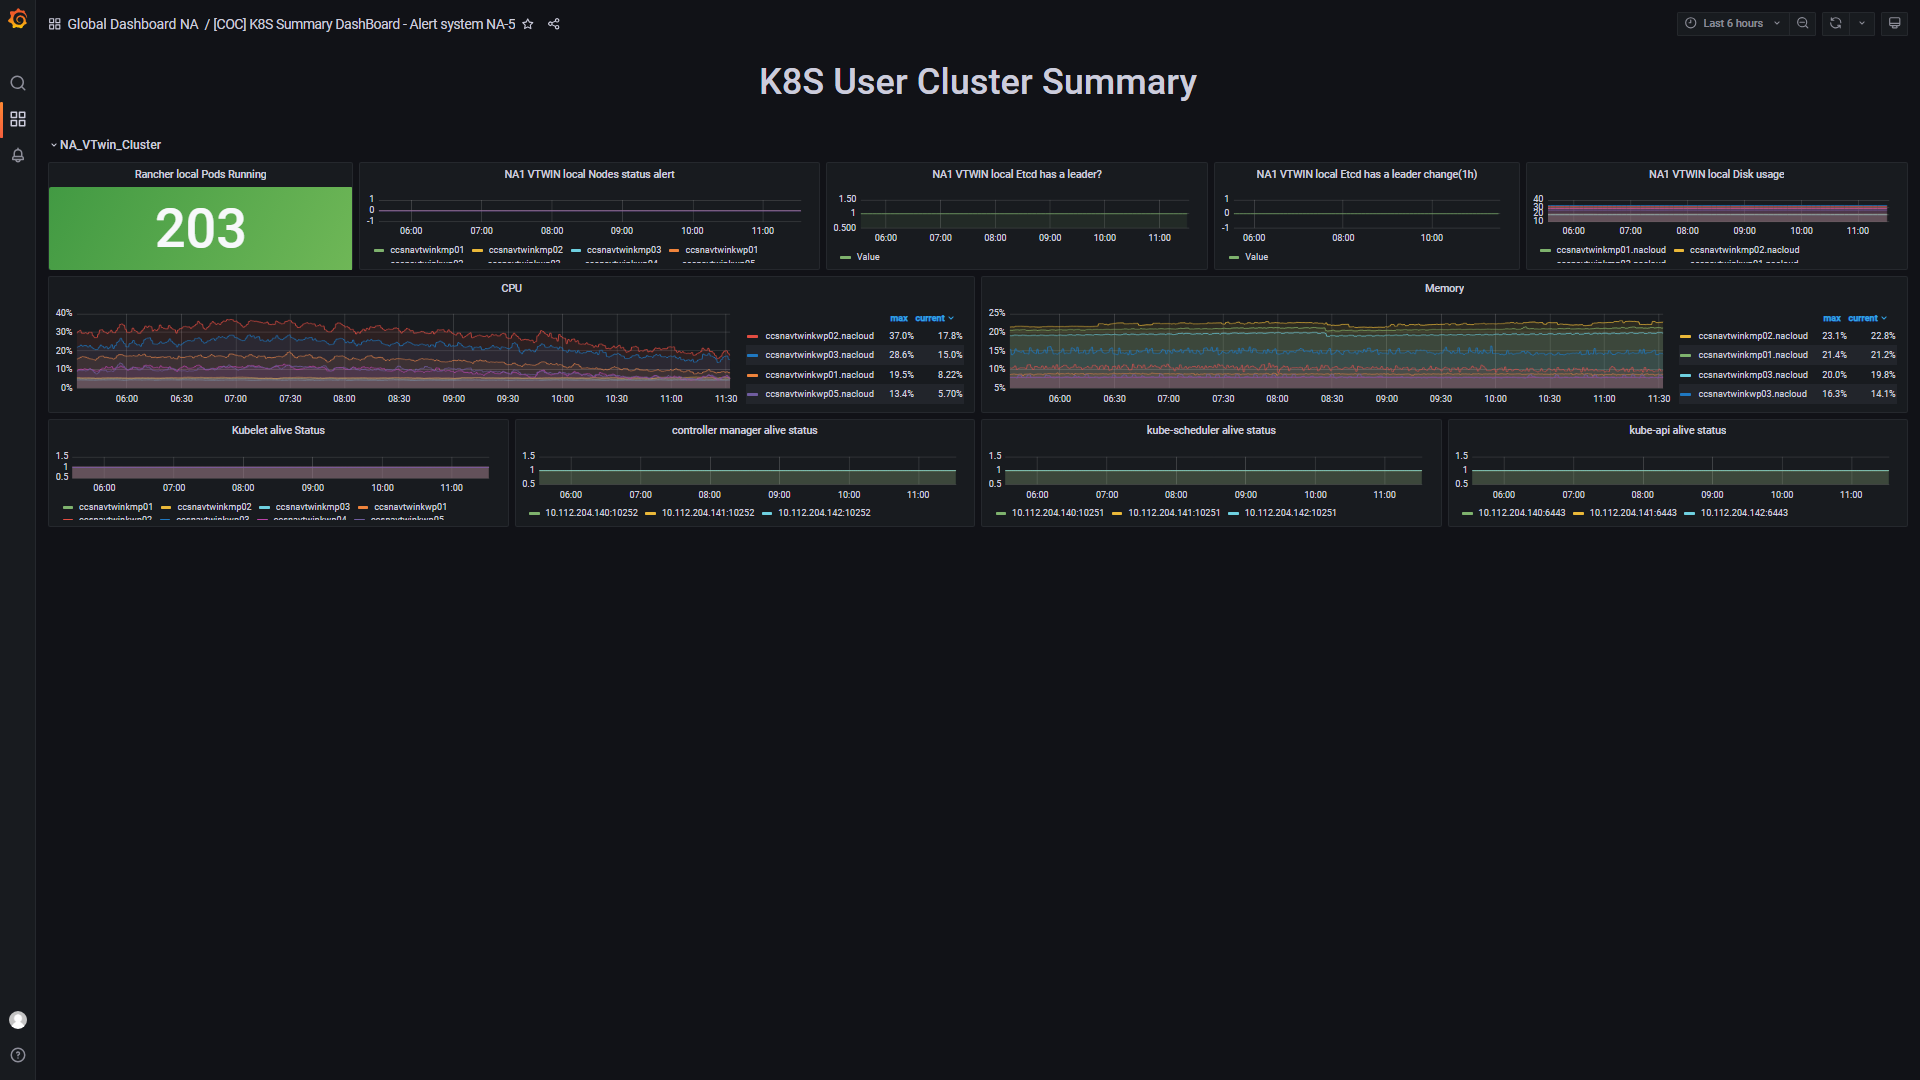 Global Dashboard NA / [COC] K8S Summary DashBoard - Alert system NA-5
Last 6 hours
K8S User Cluster Summary
NA_VTwin_Cluster
Rancher local Pods Running
203
NA1 VTWIN local Nodes status alert
1
0
-1
06:00 07:00 08:00 09:00 10:00 11:00
ccsnavtwinkmp01 ccsnavtwinkmp02 ccsnavtwinkmp03 ccsnavtwinkwp01
NA1 VTWIN local Etcd has a leader?
1.50
1
0.500
06:00 07:00 08:00 09:00 10:00 11:00
Value
NA1 VTWIN local Etcd has a leader change(1h)
1
0
-1
06:00 08:00 10:00
Value
NA1 VTWIN local Disk usage
40
30
20
10
06:00 07:00 08:00 09:00 10:00 11:00
ccsnavtwinkmp01.nacloud ccsnavtwinkmp02.nacloud
CPU
40%
30%
20%
10%
0%
06:00 06:30 07:00 07:30 08:00 08:30 09:00 09:30 10:00 10:30 11:00 11:30
max current
ccsnavtwinkwp02.nacloud 37.0% 17.8%
ccsnavtwinkwp03.nacloud 28.6% 15.0%
ccsnavtwinkwp01.nacloud 19.5% 8.22%
ccsnavtwinkwp05.nacloud 13.4% 5.70%
Memory
25%
20%
15%
10%
5%
06:00 06:30 07:00 07:30 08:00 08:30 09:00 09:30 10:00 10:30 11:00 11:30
max current
ccsnavtwinkmp02.nacloud 23.1% 22.8%
ccsnavtwinkmp01.nacloud 21.4% 21.2%
ccsnavtwinkmp03.nacloud 20.0% 19.8%
ccsnavtwinkwp03.nacloud 16.3% 14.1%
Kubelet alive Status
1.5
1
0.5
06:00 07:00 08:00 09:00 10:00 11:00
ccsnavtwinkmp01 ccsnavtwinkmp02 ccsnavtwinkmp03 ccsnavtwinkwp01
controller manager alive status
1.5
1
0.5
06:00 07:00 08:00 09:00 10:00 11:00
10.112.204.140:10252 10.112.204.141:10252 10.112.204.142:10252
kube-scheduler alive status
1.5
1
0.5
06:00 07:00 08:00 09:00 10:00 11:00
10.112.204.140:10251 10.112.204.141:10251 10.112.204.142:10251
kube-api alive status
1.5
1
0.5
06:00 07:00 08:00 09:00 10:00 11:00
10.112.204.140:6443 10.112.204.141:6443 10.112.204.142:6443